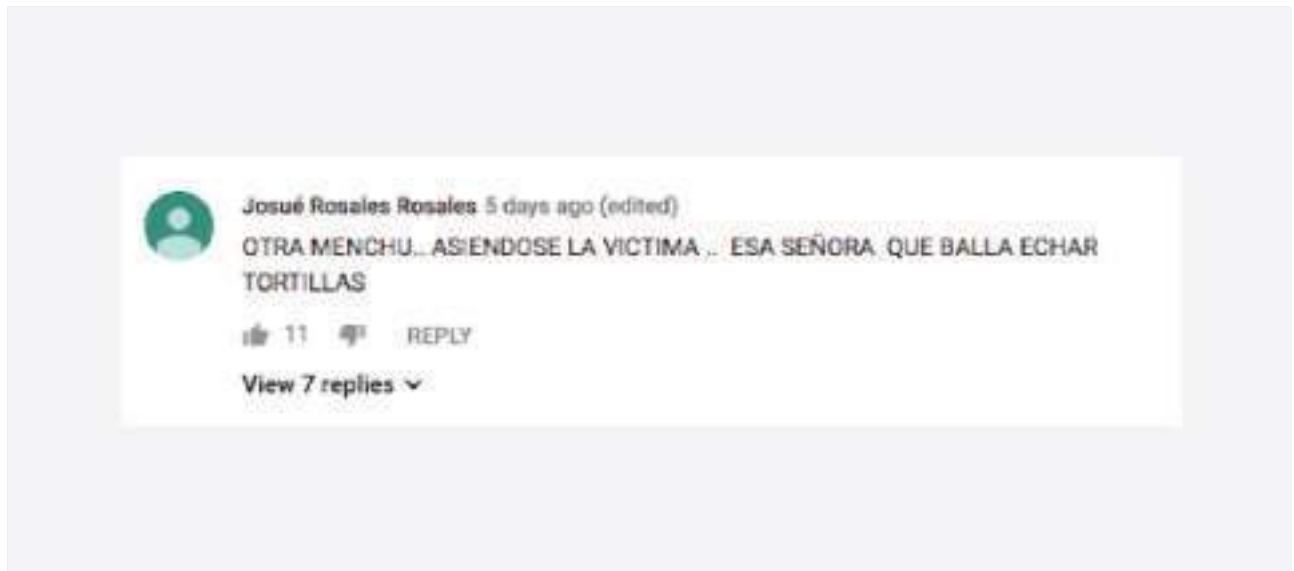 Josué Rosales Rosales 5 days ago (edited)
OTRA MENCHU.. ASIENDOSE LA VICTIMA .. ESA SEÑORA QUE BALLA ECHAR
TORTILLAS
11 REPLY
View 7 replies